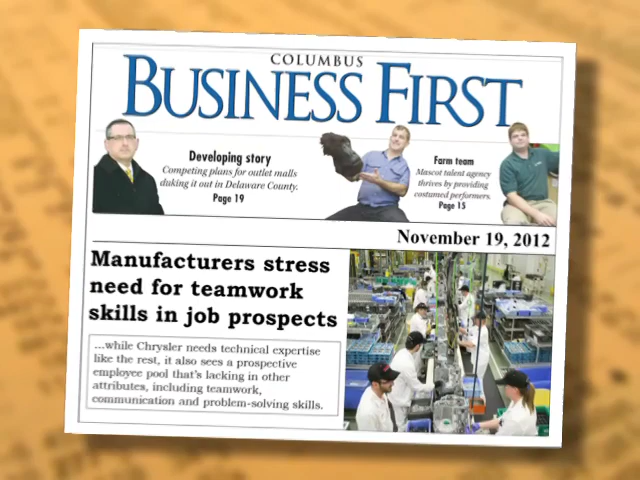 COLUMBUS
BUSINESS FIRST
Developing story
Competing plans for outlet malls
duking it out in Delaware County.
Page 19
Farm team
Mascot talent agency
thrives by providing
costumed performers.
Page 15
November 19, 2012
Manufacturers stress
need for teamwork
skills in job prospects
...while Chrysler needs technical expertise
like the rest, it also sees a prospective
employee pool that's lacking in other
attributes, including teamwork,
communication and problem-solving skills.